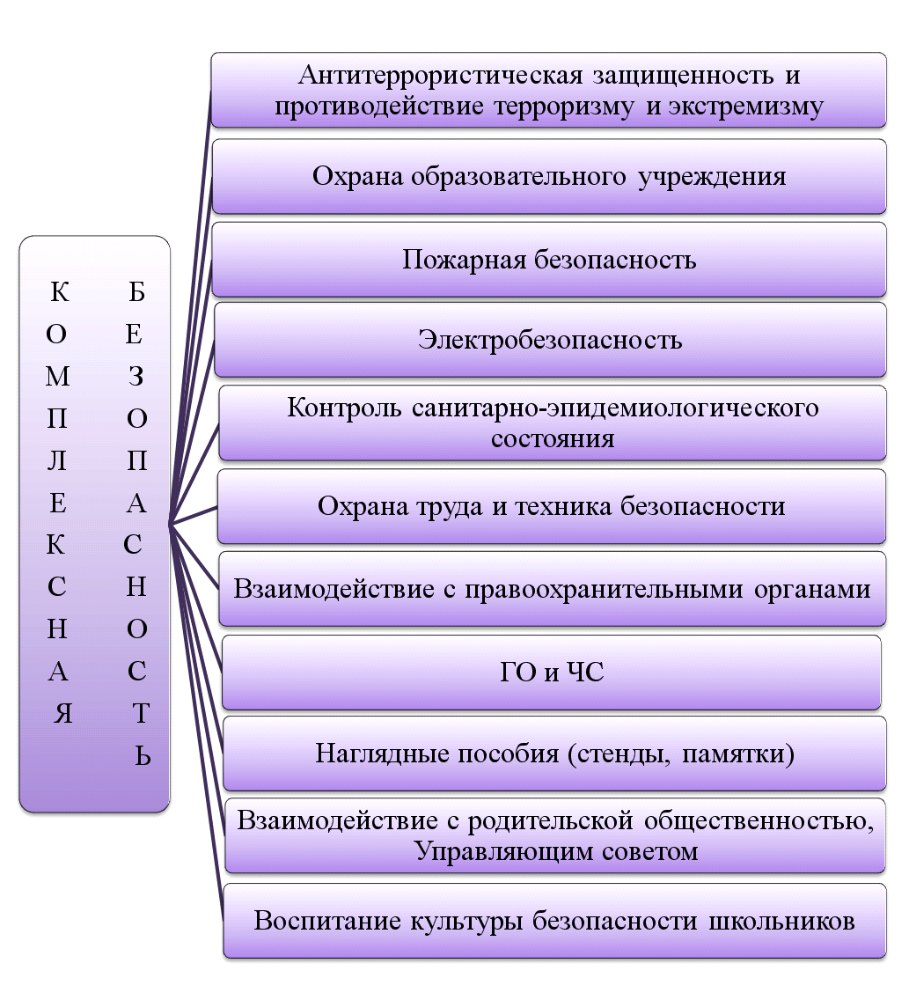 КОМПЛЕКСНАЯ
БЕЗОПАСНОСТЬ
Антитеррористическая защищенность и
противодействие терроризму и экстремизму
Охрана образовательного учреждения
Пожарная безопасность
Электробезопасность
Контроль санитарно-эпидемиологического
состояния
Охрана труда и техника безопасности
Взаимодействие с правоохранительными органами
ГО и ЧС
Наглядные пособия (стенды, памятки)
Взаимодействие с родительской общественностью,
Управляющим советом
Воспитание культуры безопасности школьников